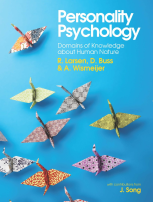 Personality
Psychology
Domains of Knowledge
about Human Nature
R. Larsen, D. Buss
& A. Wismeijer
with contributions from
J. Song